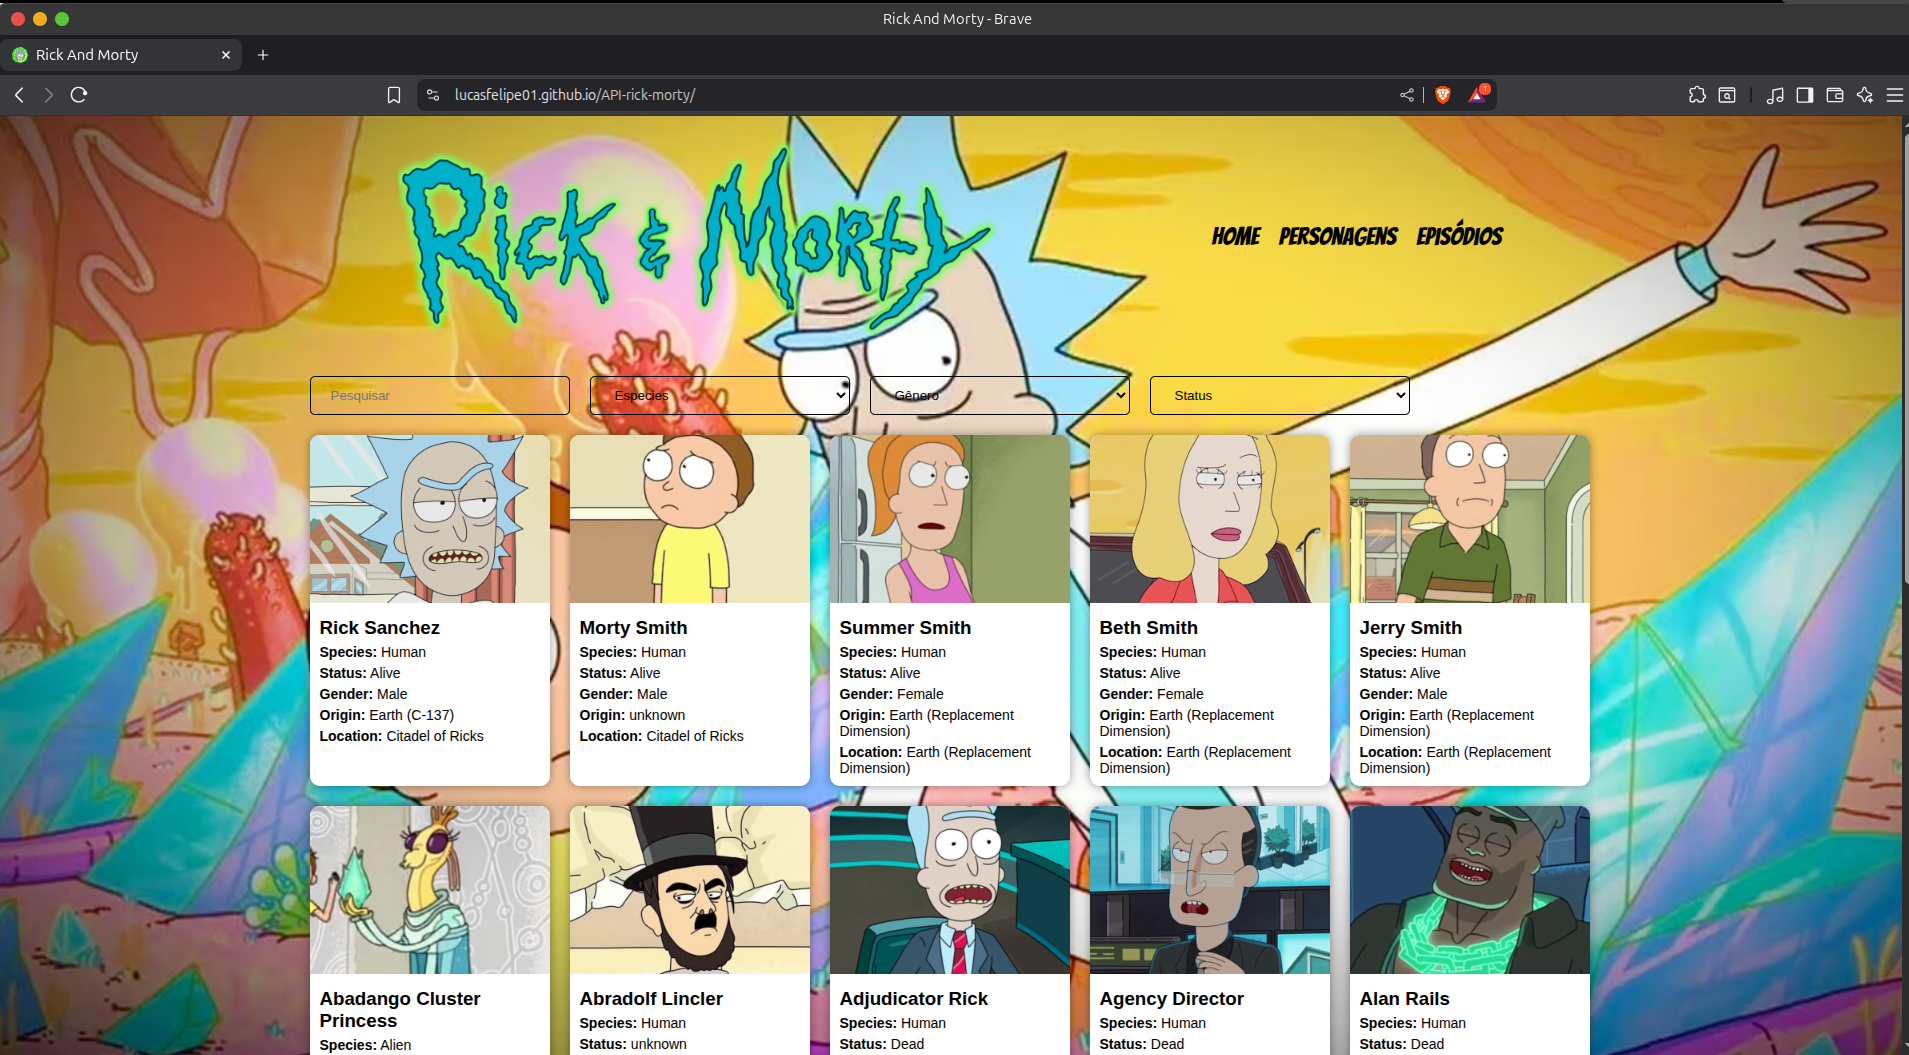 Rick And Morty - Brave
Rick And Morty
lucasfelipe01.github.io/API-rick-morty/
1
Rick & Morty
HOME PERSONAGENS EPISÓDIOS
Pesquisar Especies Gênero Status
Rick Sanchez
Species: Human
Status: Alive
Gender: Male
Origin: Earth (C-137)
Location: Citadel of Ricks
Morty Smith
Species: Human
Status: Alive
Gender: Male
Origin: unknown
Location: Citadel of Ricks
Summer Smith
Species: Human
Status: Alive
Gender: Female
Origin: Earth (Replacement
Dimension)
Location: Earth (Replacement
Dimension)
Beth Smith
Species: Human
Status: Alive
Gender: Female
Origin: Earth (Replacement
Dimension)
Location: Earth (Replacement
Dimension)
Jerry Smith
Species: Human
Status: Alive
Gender: Male
Origin: Earth (Replacement
Dimension)
Location: Earth (Replacement
Dimension)
Abadango Cluster
Princess
Species: Alien
Abradolf Lincler
Species: Human
Status: unknown
Adjudicator Rick
Species: Human
Status: Dead
Agency Director
Species: Human
Status: Dead
Alan Rails
Species: Human
Status: Dead